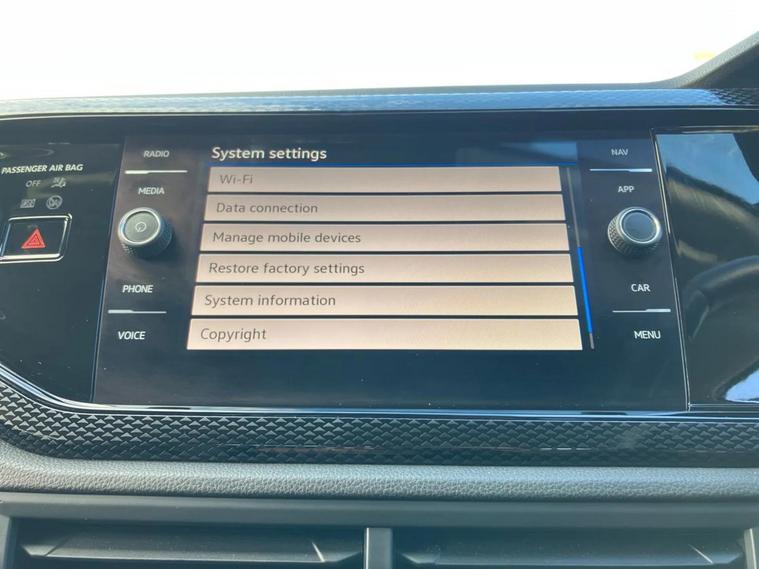 PASSENGER AIR BAG
OFF
ON
RADIO
MEDIA
PHONE
VOICE
System settings
Wi-Fi
Data connection
Manage mobile devices
Restore factory settings
System information
Copyright
NAV
APP
CAR
MENU